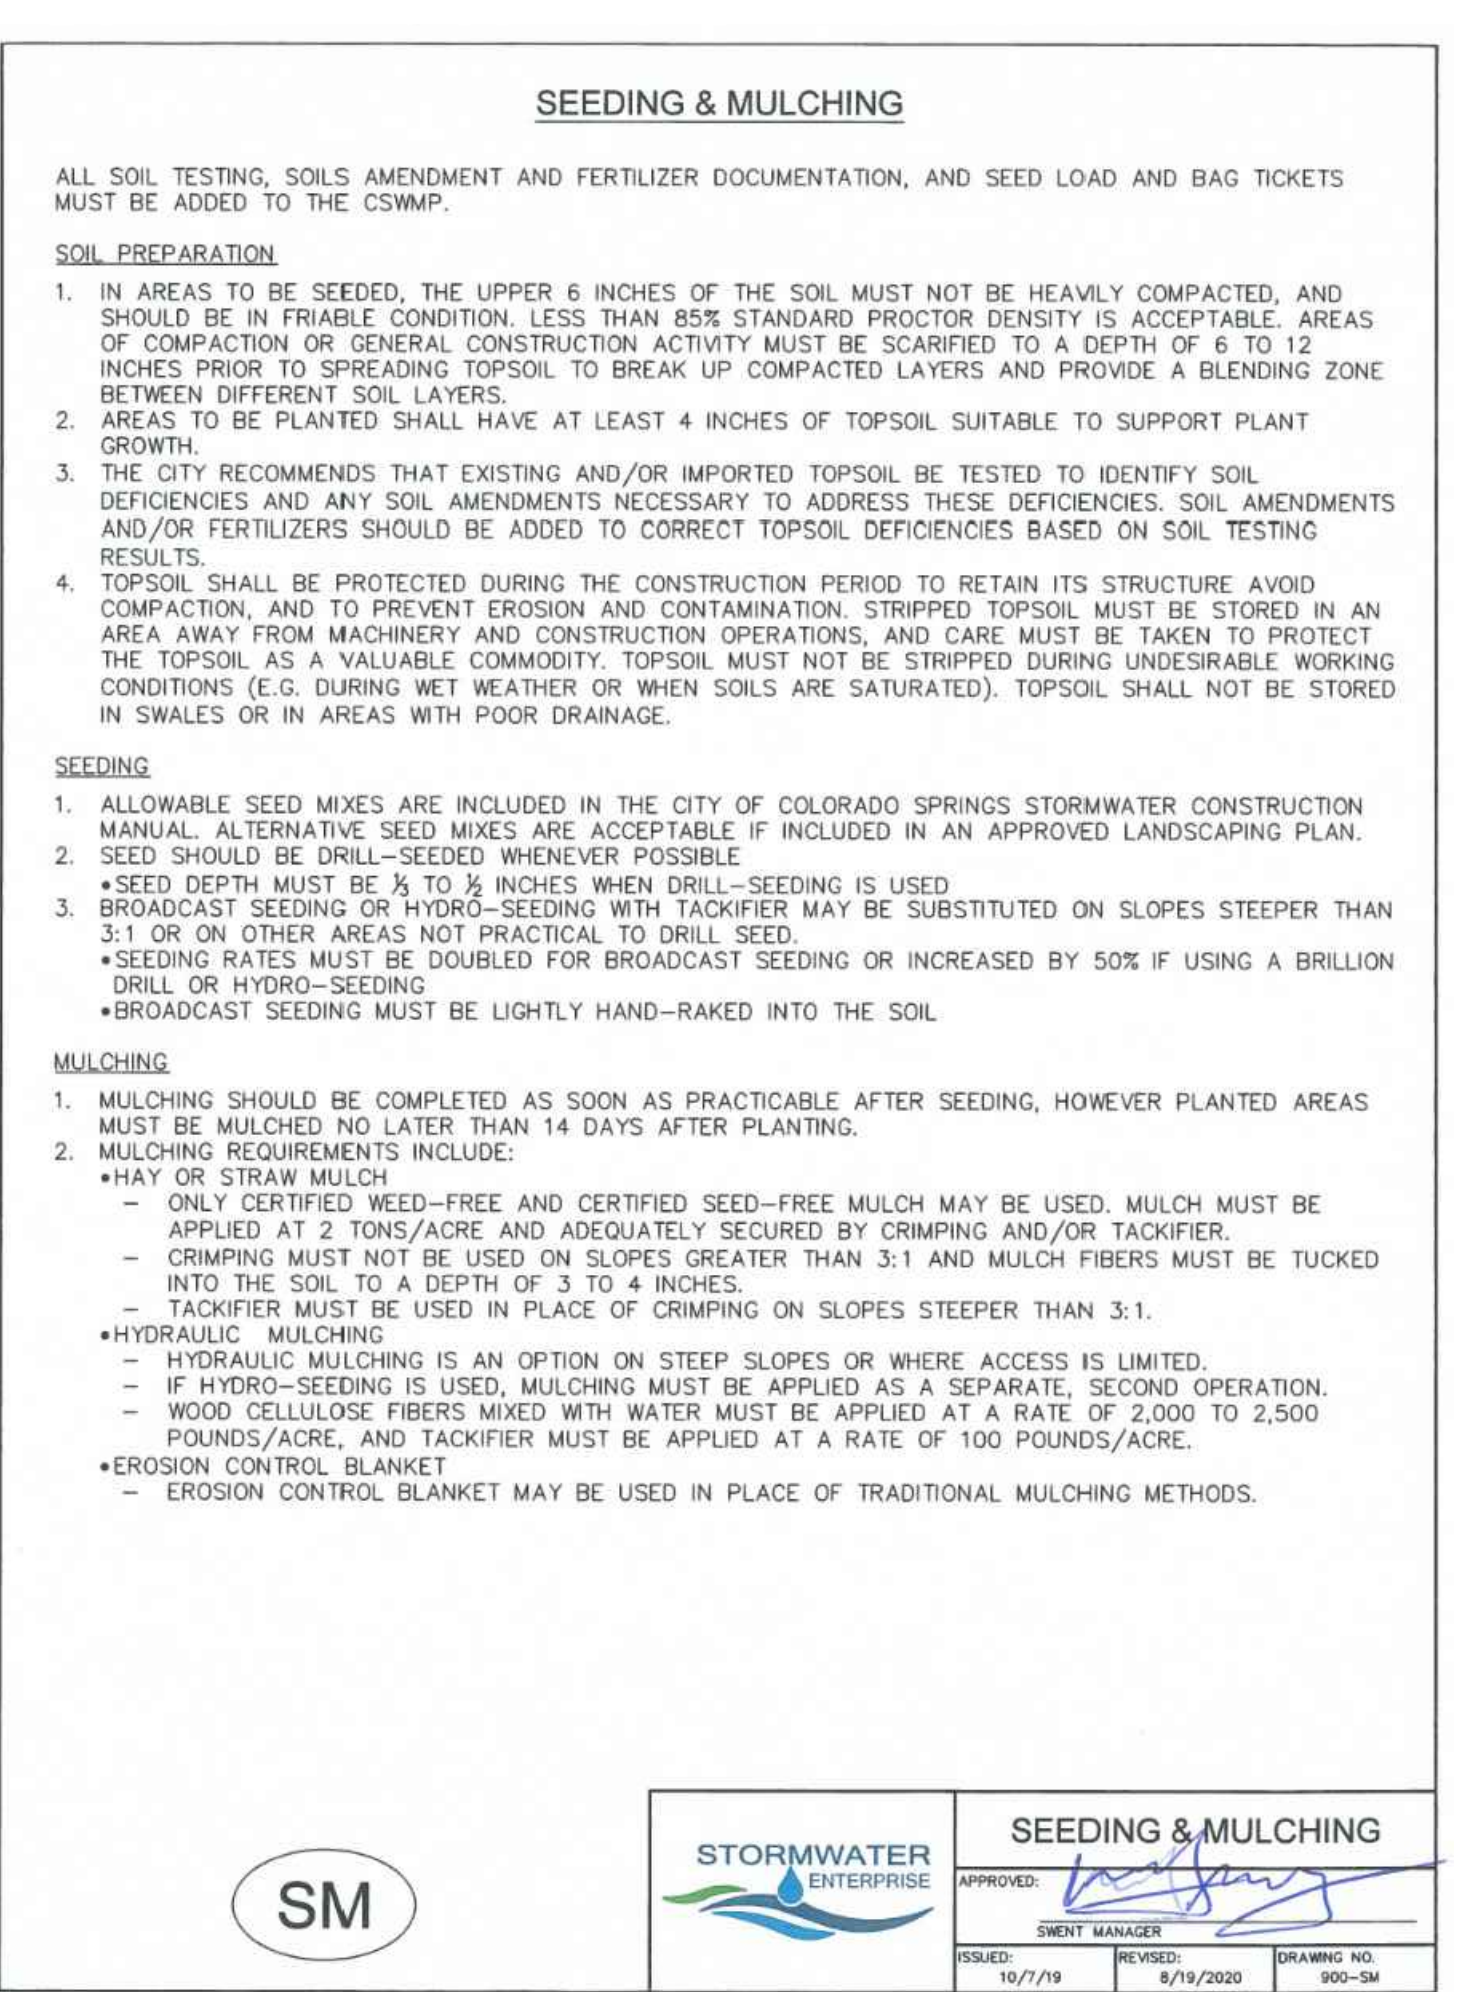 SEEDING & MULCHING
ALL SOIL TESTING, SOILS AMENDMENT AND FERTILIZER DOCUMENTATION, AND SEED LOAD AND BAG TICKETS
MUST BE ADDED TO THE CSWMP.
SOIL PREPARATION
1. IN AREAS TO BE SEEDED, THE UPPER 6 INCHES OF THE SOIL MUST NOT BE HEAVILY COMPACTED, AND
SHOULD BE IN FRIABLE CONDITION. LESS THAN 85% STANDARD PROCTOR DENSITY IS ACCEPTABLE. AREAS
OF COMPACTION OR GENERAL CONSTRUCTION ACTIVITY MUST BE SCARIFIED TO A DEPTH OF 6 TO 12
INCHES PRIOR TO SPREADING TOPSOIL TO BREAK UP COMPACTED LAYERS AND PROVIDE A BLENDING ZONE
BETWEEN DIFFERENT SOIL LAYERS.
2. AREAS TO BE PLANTED SHALL HAVE AT LEAST 4 INCHES OF TOPSOIL SUITABLE TO SUPPORT PLANT
GROWTH.
3. THE CITY RECOMMENDS THAT EXISTING AND/OR IMPORTED TOPSOIL BE TESTED TO IDENTIFY SOIL
DEFICIENCIES AND ANY SOIL AMENDMENTS NECESSARY TO ADDRESS THESE DEFICIENCIES. SOIL AMENDMENTS
AND/OR FERTILIZERS SHOULD BE ADDED TO CORRECT TOPSOIL DEFICIENCIES BASED ON SOIL TESTING
RESULTS.
4. TOPSOIL SHALL BE PROTECTED DURING THE CONSTRUCTION PERIOD TO RETAIN ITS STRUCTURE AVOID
COMPACTION, AND TO PREVENT EROSION AND CONTAMINATION. STRIPPED TOPSOIL MUST BE STORED IN AN
AREA AWAY FROM MACHINERY AND CONSTRUCTION OPERATIONS, AND CARE MUST BE TAKEN TO PROTECT
THE TOPSOIL AS A VALUABLE COMMODITY. TOPSOIL MUST NOT BE STRIPPED DURING UNDESIRABLE WORKING
CONDITIONS (E.G. DURING WET WEATHER OR WHEN SOILS ARE SATURATED). TOPSOIL SHALL NOT BE STORED
IN SWALES OR IN AREAS WITH POOR DRAINAGE.
SEEDING
1. ALLOWABLE SEED MIXES ARE INCLUDED IN THE CITY OF COLORADO SPRINGS STORMWATER CONSTRUCTION
MANUAL. ALTERNATIVE SEED MIXES ARE ACCEPTABLE IF INCLUDED IN AN APPROVED LANDSCAPING PLAN.
2. SEED SHOULD BE DRILL-SEEDED WHENEVER POSSIBLE
•SEED DEPTH MUST BE ⅓ TO ½ INCHES WHEN DRILL-SEEDING IS USED
3. BROADCAST SEEDING OR HYDRO-SEEDING WITH TACKIFIER MAY BE SUBSTITUTED ON SLOPES STEEPER THAN
3:1 OR ON OTHER AREAS NOT PRACTICAL TO DRILL SEED.
•SEEDING RATES MUST BE DOUBLED FOR BROADCAST SEEDING OR INCREASED BY 50% IF USING A BRILLION
DRILL OR HYDRO-SEEDING
•BROADCAST SEEDING MUST BE LIGHTLY HAND-RAKED INTO THE SOIL
MULCHING
1. MULCHING SHOULD BE COMPLETED AS SOON AS PRACTICABLE AFTER SEEDING, HOWEVER PLANTED AREAS
MUST BE MULCHED NO LATER THAN 14 DAYS AFTER PLANTING.
2. MULCHING REQUIREMENTS INCLUDE:
•HAY OR STRAW MULCH
– ONLY CERTIFIED WEED-FREE AND CERTIFIED SEED-FREE MULCH MAY BE USED. MULCH MUST BE
APPLIED AT 2 TONS/ACRE AND ADEQUATELY SECURED BY CRIMPING AND/OR TACKIFIER.
– CRIMPING MUST NOT BE USED ON SLOPES GREATER THAN 3:1 AND MULCH FIBERS MUST BE TUCKED
INTO THE SOIL TO A DEPTH OF 3 TO 4 INCHES.
– TACKIFIER MUST BE USED IN PLACE OF CRIMPING ON SLOPES STEEPER THAN 3:1.
•HYDRAULIC MULCHING
– HYDRAULIC MULCHING IS AN OPTION ON STEEP SLOPES OR WHERE ACCESS IS LIMITED.
– IF HYDRO-SEEDING IS USED, MULCHING MUST BE APPLIED AS A SEPARATE, SECOND OPERATION.
– WOOD CELLULOSE FIBERS MIXED WITH WATER MUST BE APPLIED AT A RATE OF 2,000 TO 2,500
POUNDS/ACRE, AND TACKIFIER MUST BE APPLIED AT A RATE OF 100 POUNDS/ACRE.
•EROSION CONTROL BLANKET
– EROSION CONTROL BLANKET MAY BE USED IN PLACE OF TRADITIONAL MULCHING METHODS.
SM
STORMWATER
ENTERPRISE
SEEDING & MULCHING
APPROVED:
SWENT MANAGER
ISSUED:
10/7/19
REVISED:
8/19/2020
DRAWING NO.
900-SM